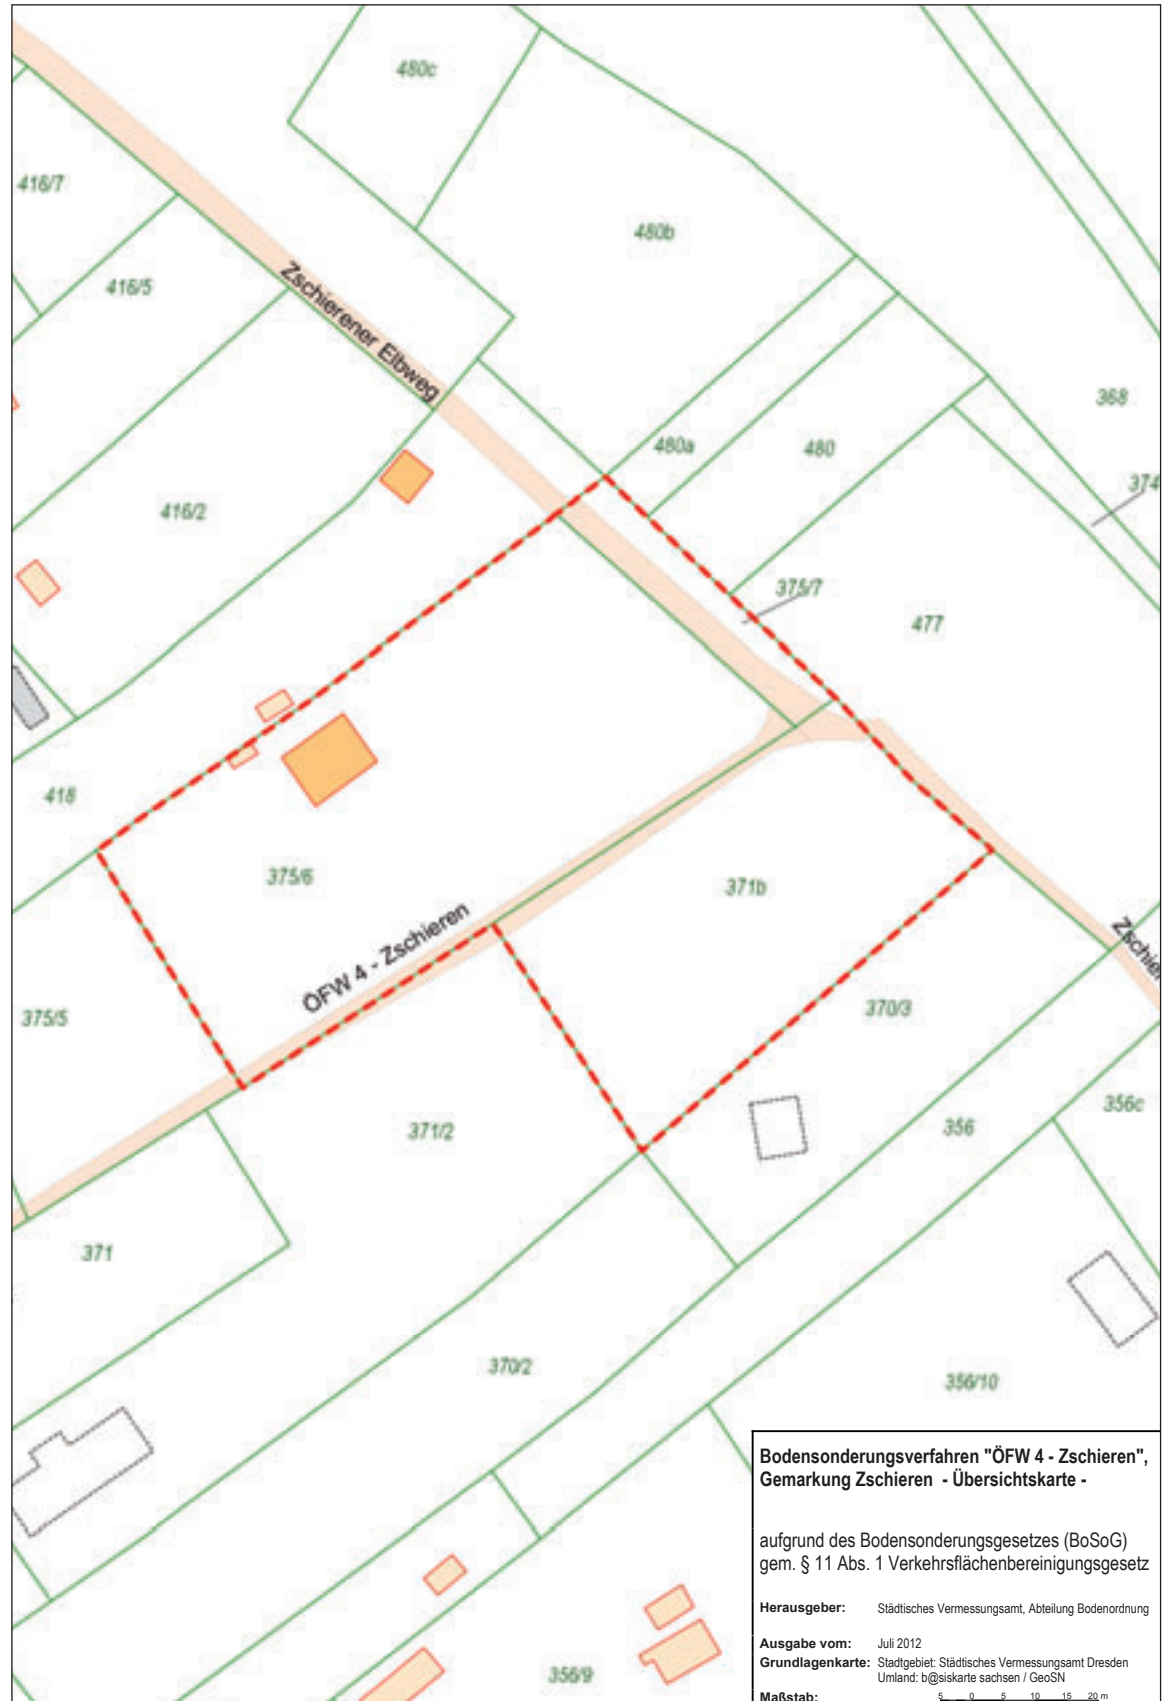 480c
416/7
480b
416/5
Zschierener Elbweg
368
480a
480
374
416/2
375/7
477
418
375/6
371b
ÖFW 4 - Zschieren
375/5
370/3
371/2
356
356c
371
370/2
356/10
356/9
Bodensonderungsverfahren "ÖFW 4 - Zschieren",
Gemarkung Zschieren - Übersichtskarte -
aufgrund des Bodensonderungsgesetzes (BoSoG)
gem. § 11 Abs. 1 Verkehrsflächenbereinigungsgesetz
Herausgeber: Städtisches Vermessungsamt, Abteilung Bodenordnung
Ausgabe vom: Juli 2012
Grundlagenkarte: Stadtgebiet: Städtisches Vermessungsamt Dresden
Umland: b@siskarte sachsen / GeoSN
Maßstab: 5 0 5 10 15 20 m